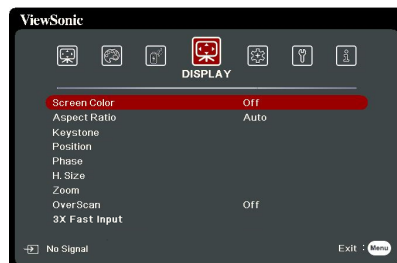 ViewSonic
DISPLAY
Screen Color Off
Aspect Ratio Auto
Keystone
Position
Phase
H. Size
Zoom
OverScan Off
3X Fast Input
No Signal Exit : Menu